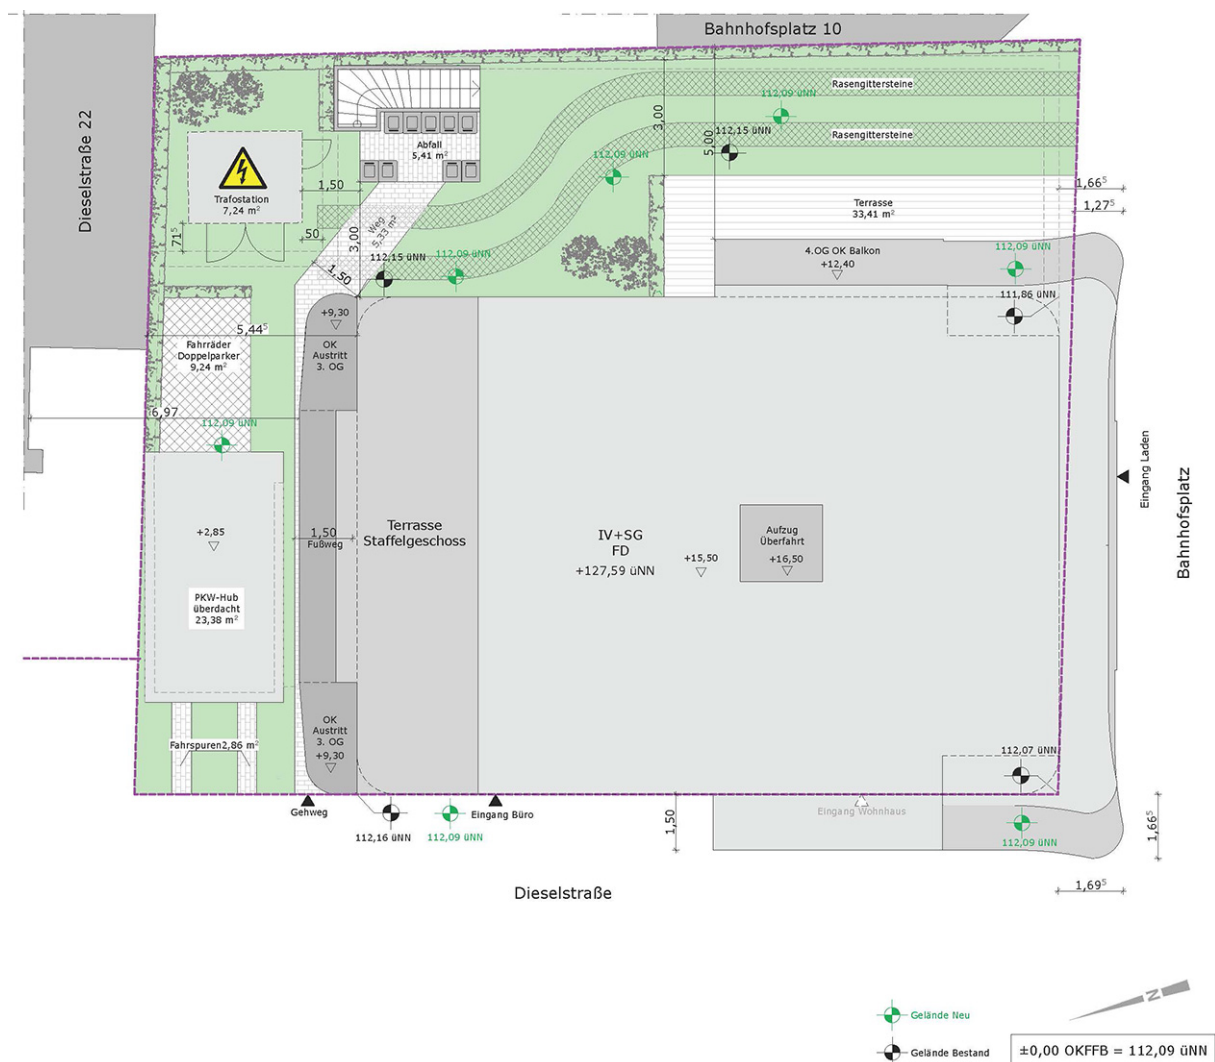 Bahnhofsplatz 10
Dieselstraße 22
Rasengittersteine
112,09 üNN
3,00
5,00
112,15 üNN
Rasengittersteine
Abfall
5,41 m²
112,09 üNN
Trafostation
7,24 m²
1,50
1,66⁵
1,27⁵
Terrasse
33,41 m²
71⁵
50
3,00
Weg
5,33 m²
112,15 üNN
112,09 üNN
1,50
4.OG OK Balkon
+12,40
112,09 üNN
111,86 üNN
5,44⁵
+9,30
OK
Austritt
3. OG
Fahrräder
Doppelparker
9,24 m²
6,97
112,09 üNN
Eingang Laden
Bahnhofsplatz
+2,85
1,50
Fußweg
Terrasse
Staffelgeschoss
IV+SG
FD
+127,59 üNN
+15,50
Aufzug
Überfahrt
+16,50
PKW-Hub
überdacht
23,38 m²
OK
Austritt
3. OG
+9,30
Fahrspuren2,86 m²
112,07 üNN
Gehweg
112,16 üNN
112,09 üNN
Eingang Büro
1,50
Eingang Wohnhaus
112,09 üNN
1,66⁵
1,69⁵
Dieselstraße
N
Gelände Neu
Gelände Bestand
±0,00 OKFFB = 112,09 üNN